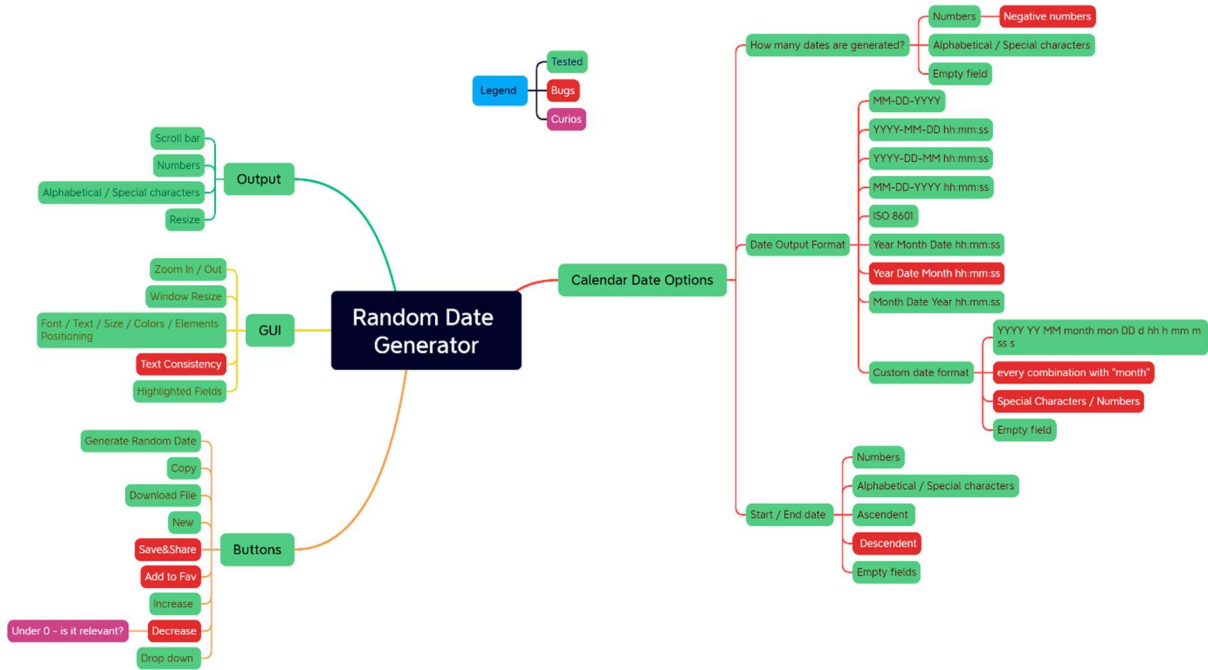 Legend
Tested
Bugs
Curios
Random Date
Generator
Output
Scroll bar
Numbers
Alphabetical / Special characters
Resize
GUI
Zoom In / Out
Window Resize
Font / Text / Size / Colors / Elements
Positioning
Text Consistency
Highlighted Fields
Buttons
Generate Random Date
Copy
Download File
New
Save&Share
Add to Fav
Increase
Decrease
Under 0 - is it relevant?
Drop down
Calendar Date Options
How many dates are generated?
Numbers
Negative numbers
Alphabetical / Special characters
Empty field
Date Output Format
MM-DD-YYYY
YYYY-MM-DD hh:mm:ss
YYYY-DD-MM hh:mm:ss
MM-DD-YYYY hh:mm:ss
ISO 8601
Year Month Date hh:mm:ss
Year Date Month hh:mm:ss
Month Date Year hh:mm:ss
Custom date format
YYYY YY MM month mon DD d hh h mm m
ss s
every combination with "month"
Special Characters / Numbers
Empty field
Start / End date
Numbers
Alphabetical / Special characters
Ascendent
Descendent
Empty fields